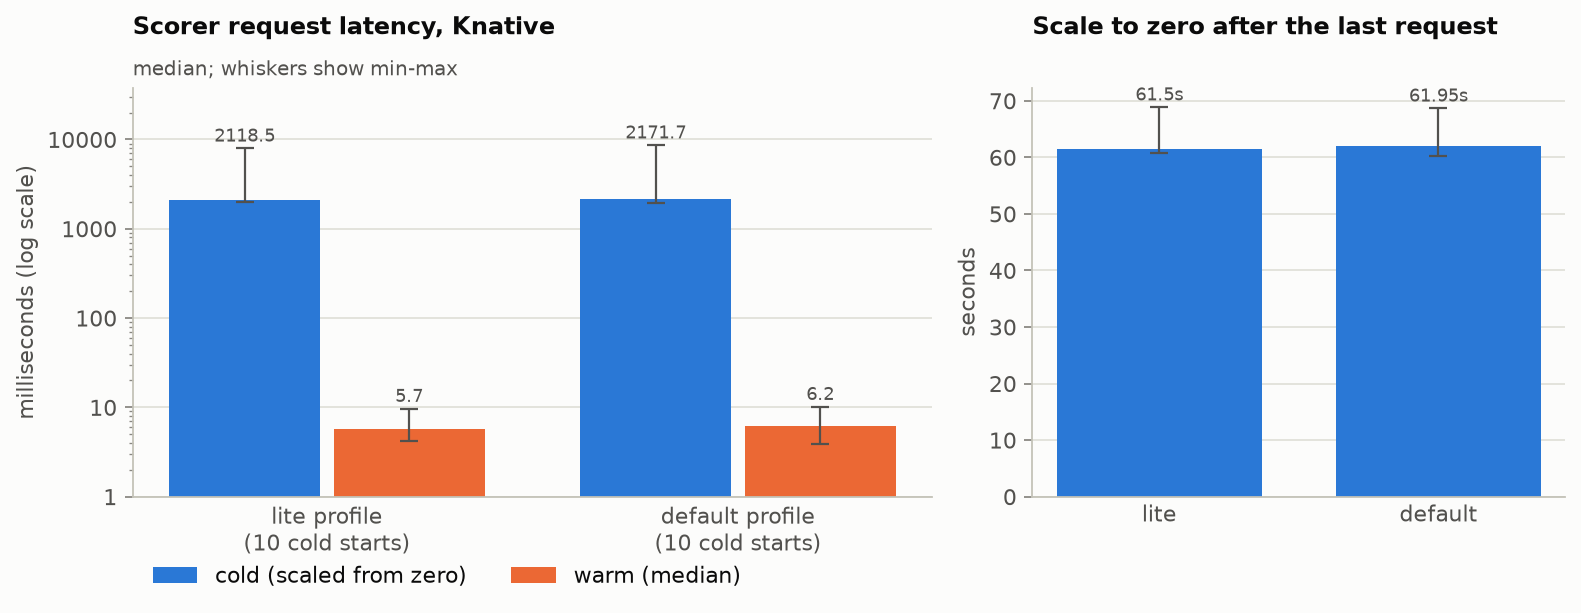 Scorer request latency, Knative
median; whiskers show min-max
milliseconds (log scale)
10000
1000
100
10
1
2118.5
5.7
2171.7
6.2
lite profile
(10 cold starts)
default profile
(10 cold starts)
cold (scaled from zero)
warm (median)
Scale to zero after the last request
seconds
70
60
50
40
30
20
10
0
61.5s
61.95s
lite
default